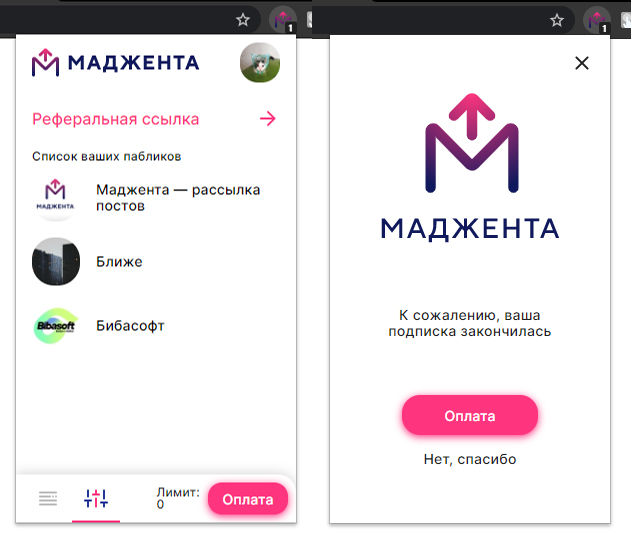 1
МАДЖЕНТА
Реферальная ссылка
Список ваших пабликов
МАДЖЕНТА
Маджента — рассылка
постов
Ближе
Bibasoft
Бибасофт
Лимит:
0
Оплата
1
МАДЖЕНТА
К сожалению, ваша
подписка закончилась
Оплата
Нет, спасибо